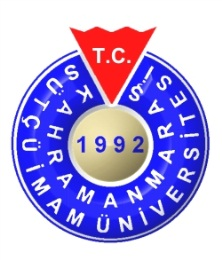 T.C.
KAHRAMANMARAŞ
SÜTÇÜ İMAM ÜNİVERSİTESİ
1992